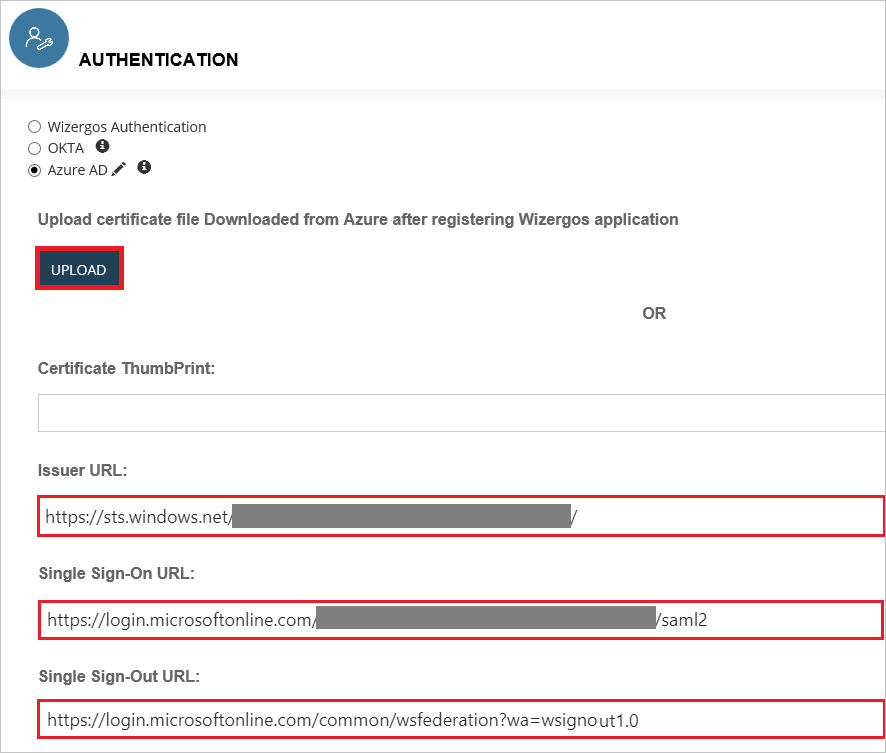 AUTHENTICATION
Wizergos Authentication
OKTA
Azure AD
Upload certificate file Downloaded from Azure after registering Wizergos application
UPLOAD
OR
Certificate ThumbPrint:
Issuer URL:
https://sts.windows.net/ /
Single Sign-On URL:
https://login.microsoftonline.com/ /saml2
Single Sign-Out URL:
https://login.microsoftonline.com/common/wsfederation?wa=wsignout1.0